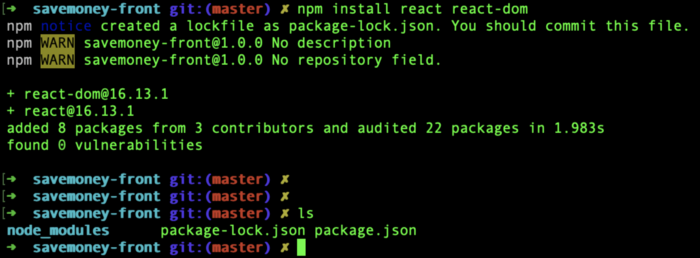 [➜ savemoney-front git:(master) ✗ npm install react react-dom
npm notice created a lockfile as package-lock.json. You should commit this file.
npm WARN savemoney-front@1.0.0 No description
npm WARN savemoney-front@1.0.0 No repository field.
+ react-dom@16.13.1
+ react@16.13.1
added 8 packages from 3 contributors and audited 22 packages in 1.983s
found 0 vulnerabilities
[➜ savemoney-front git:(master) ✗
[➜ savemoney-front git:(master) ✗
[➜ savemoney-front git:(master) ✗ ls
node_modules package-lock.json package.json
➜ savemoney-front git:(master) ✗